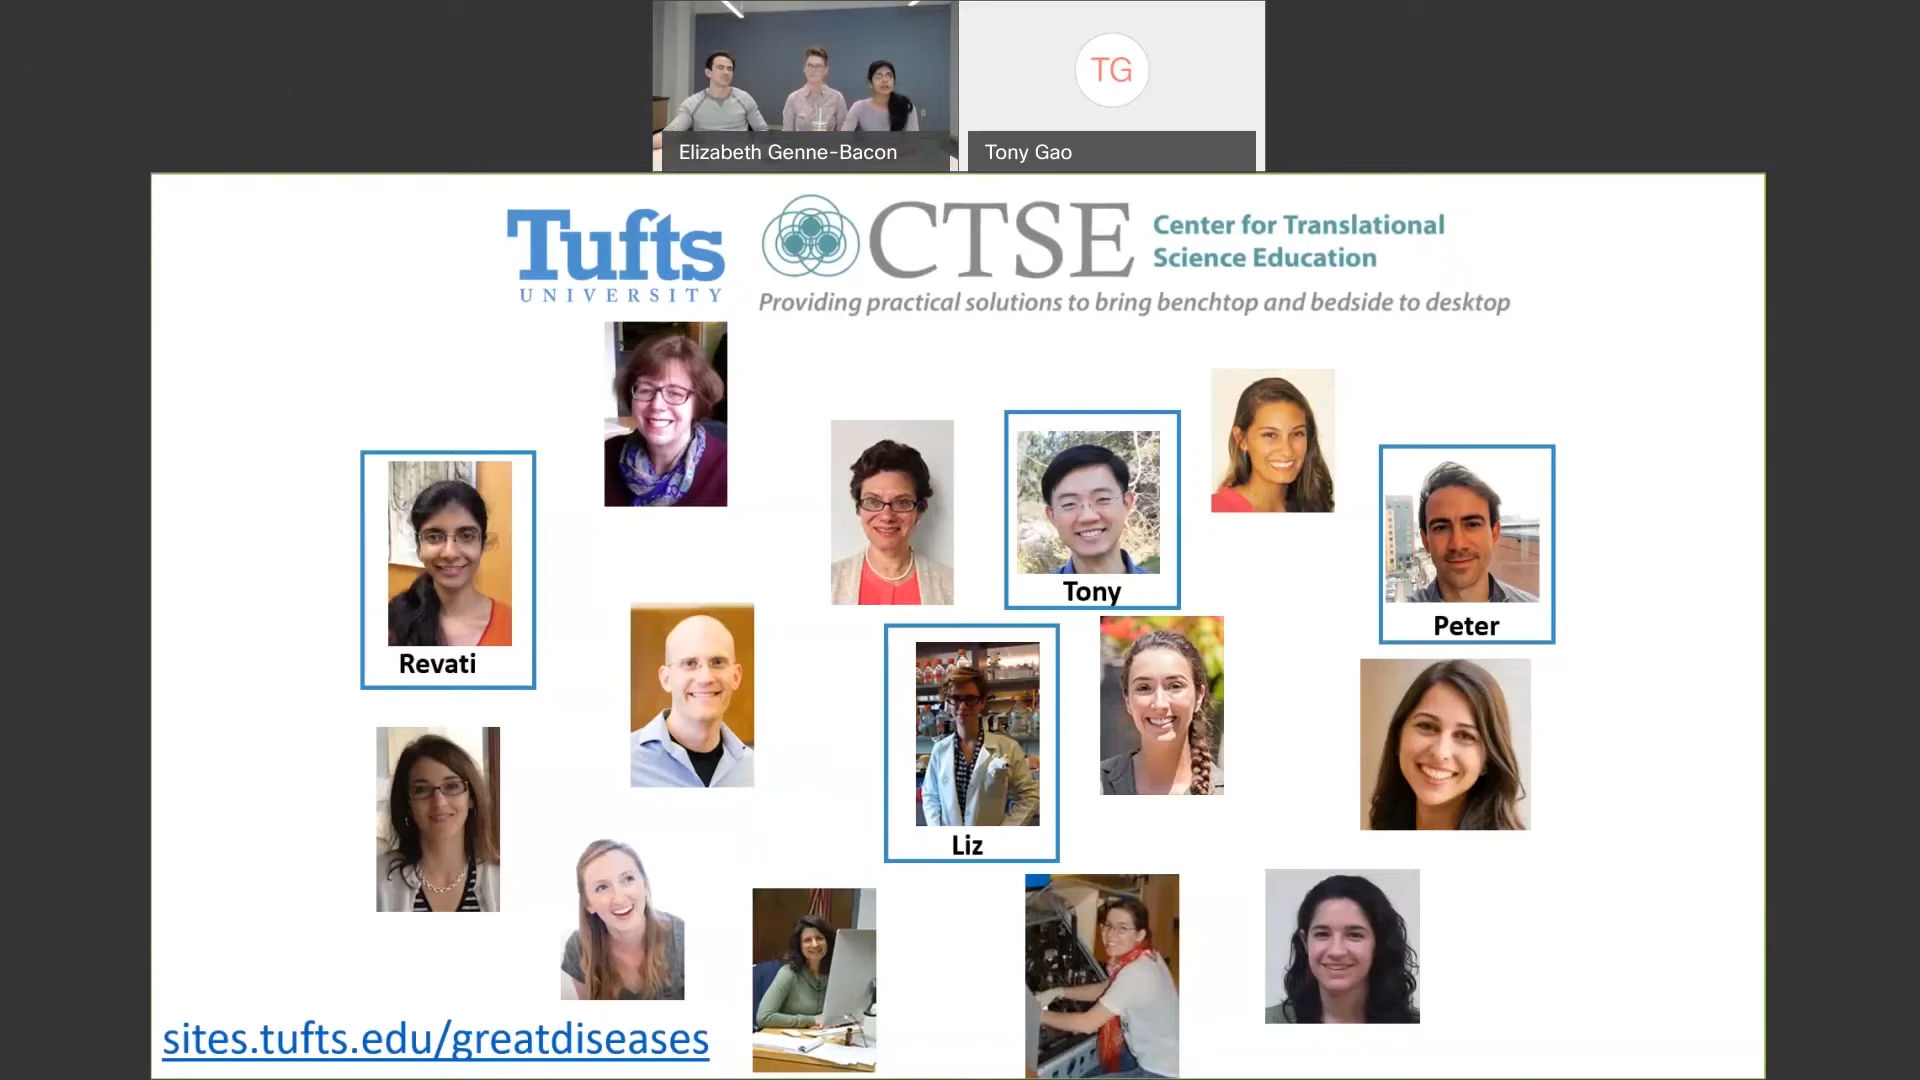 TG
Elizabeth Genne-Bacon
Tony Gao
Tufts
UNIVERSITY
CTSE
Center for Translational
Science Education
Providing practical solutions to bring benchtop and bedside to desktop
Revati
Tony
Peter
Liz
sites.tufts.edu/greatdiseases